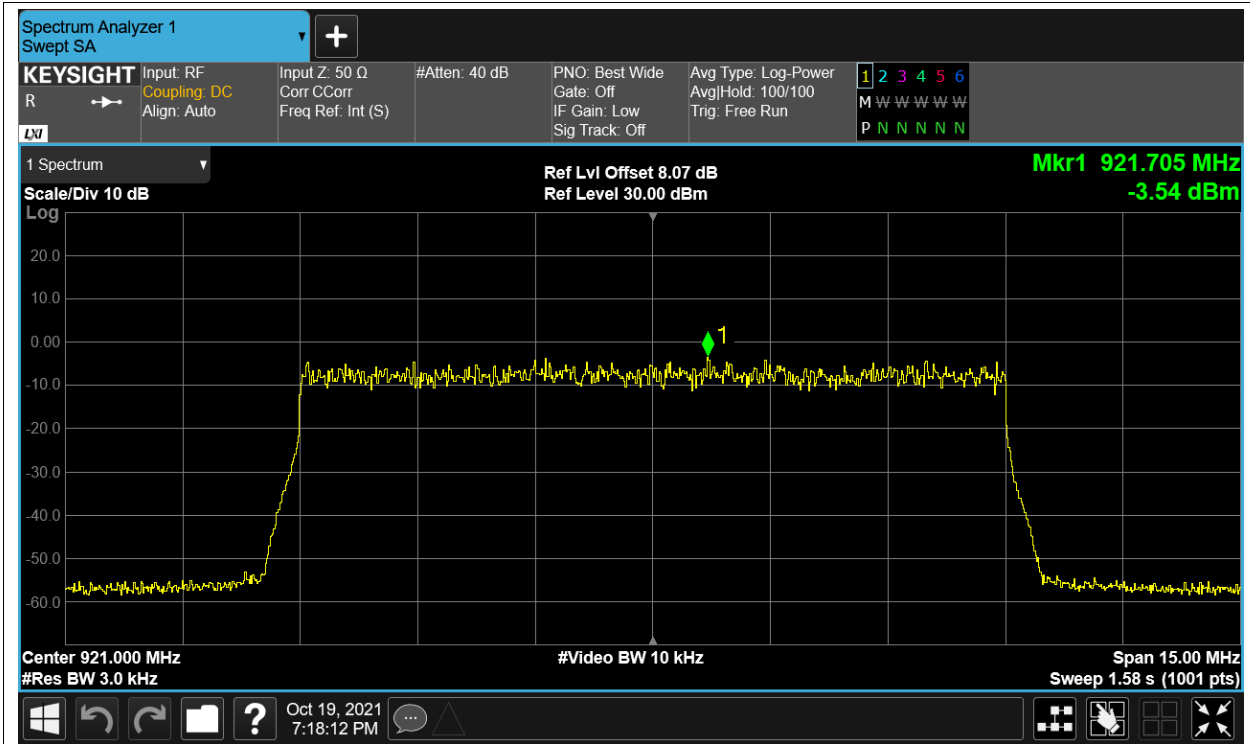 Spectrum Analyzer 1
Swept SA
KEYSIGHT
R
LXI
Input: RF
Coupling: DC
Align: Auto
Input Z: 50 Ω
Corr CCorr
Freq Ref: Int (S)
#Atten: 40 dB
PNO: Best Wide
Gate: Off
IF Gain: Low
Sig Track: Off
Avg Type: Log-Power
Avg|Hold: 100/100
Trig: Free Run
1 2 3 4 5 6
M W W W W W
P N N N N N
1 Spectrum
Scale/Div 10 dB
Log
Ref Lvl Offset 8.07 dB
Ref Level 30.00 dBm
Mkr1 921.705 MHz
-3.54 dBm
20.0
10.0
0.00
-10.0
-20.0
-30.0
-40.0
-50.0
-60.0
1
Center 921.000 MHz
#Res BW 3.0 kHz
#Video BW 10 kHz
Span 15.00 MHz
Sweep 1.58 s (1001 pts)
?
Oct 19, 2021
7:18:12 PM